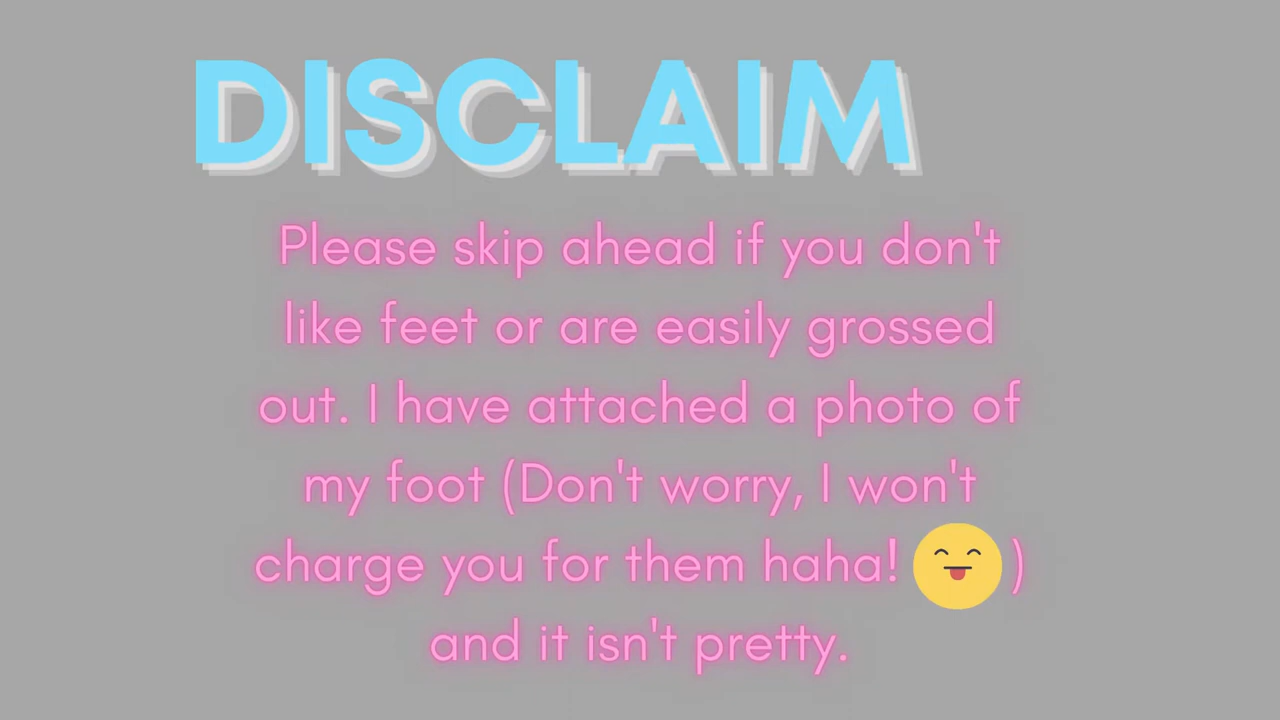 DISCLAIM
Please skip ahead if you don't
like feet or are easily grossed
out. I have attached a photo of
my foot (Don't worry, I won't
charge you for them haha! )
and it isn't pretty.